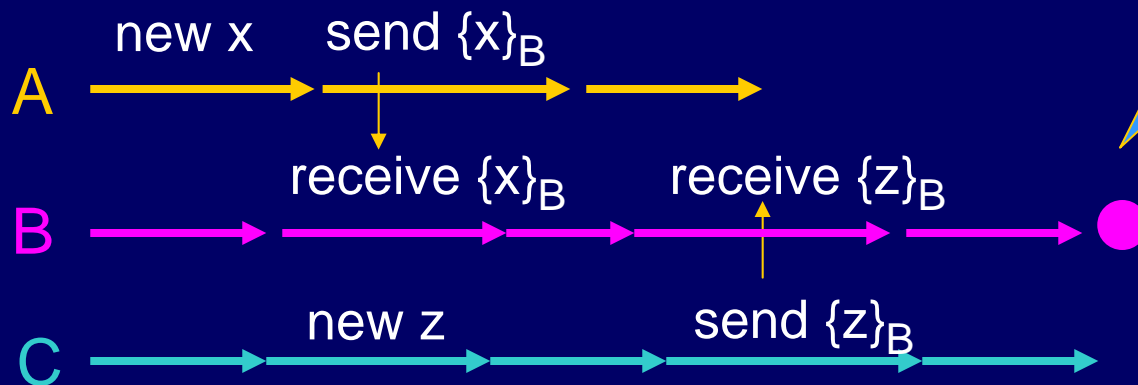 new x send {x}B
A
receive {x}B receive {z}B
B
new z send {z}B
C